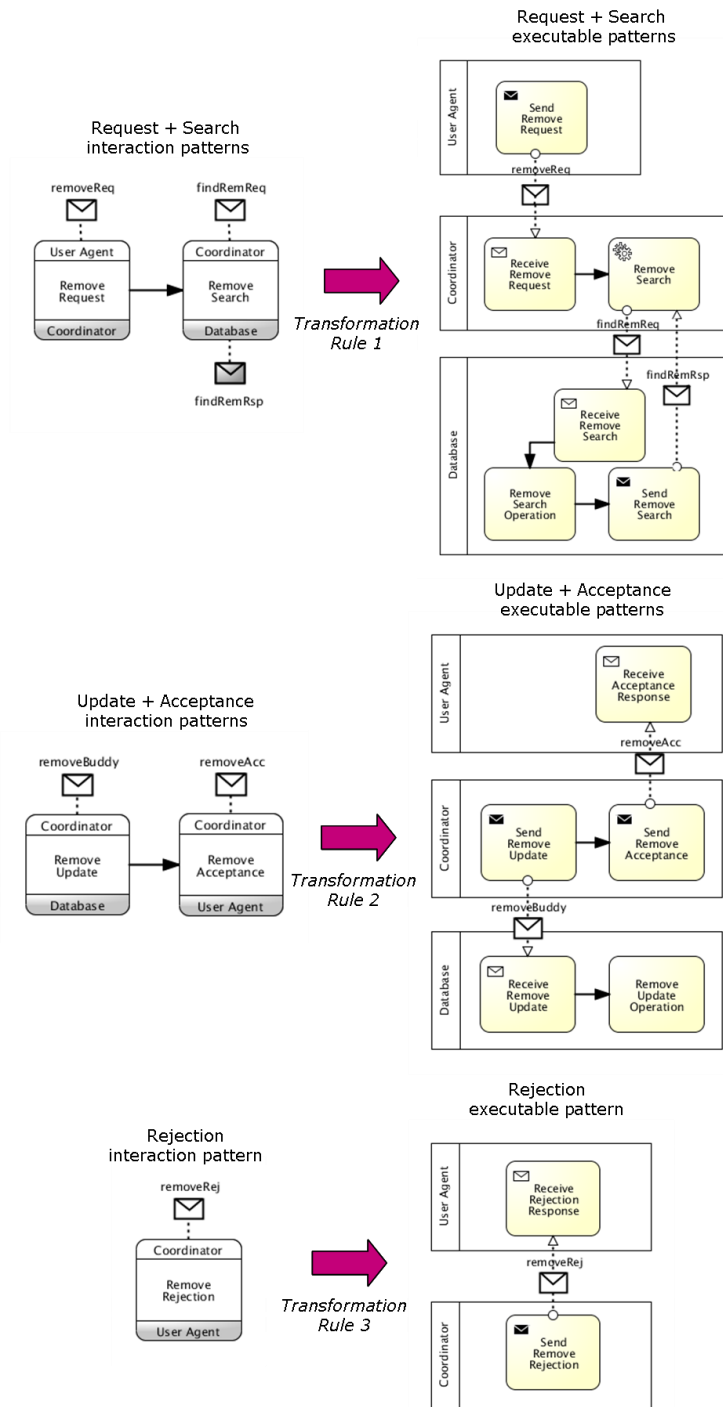 Request + Search
executable patterns
User Agent
Send
Remove
Request
removeReq
Request + Search
interaction patterns
removeReq
findRemReq
User Agent
Remove
Request
Coordinator
Coordinator
Remove
Search
Database
findRemRsp
Transformation
Rule 1
Coordinator
Receive
Remove
Request
Remove
Search
findRemReq
findRemRsp
Database
Receive
Remove
Search
Remove
Search
Operation
Send
Remove
Search
Update + Acceptance
executable patterns
User Agent
Receive
Acceptance
Response
removeAcc
Update + Acceptance
interaction patterns
removeBuddy
removeAcc
Coordinator
Remove
Update
Database
Coordinator
Remove
Acceptance
User Agent
Transformation
Rule 2
Coordinator
Send
Remove
Update
Send
Remove
Acceptance
removeBuddy
Database
Receive
Remove
Update
Remove
Update
Operation
Rejection
executable pattern
Rejection
interaction pattern
removeRej
Coordinator
Remove
Rejection
User Agent
Transformation
Rule 3
User Agent
Receive
Rejection
Response
removeRej
Coordinator
Send
Remove
Rejection